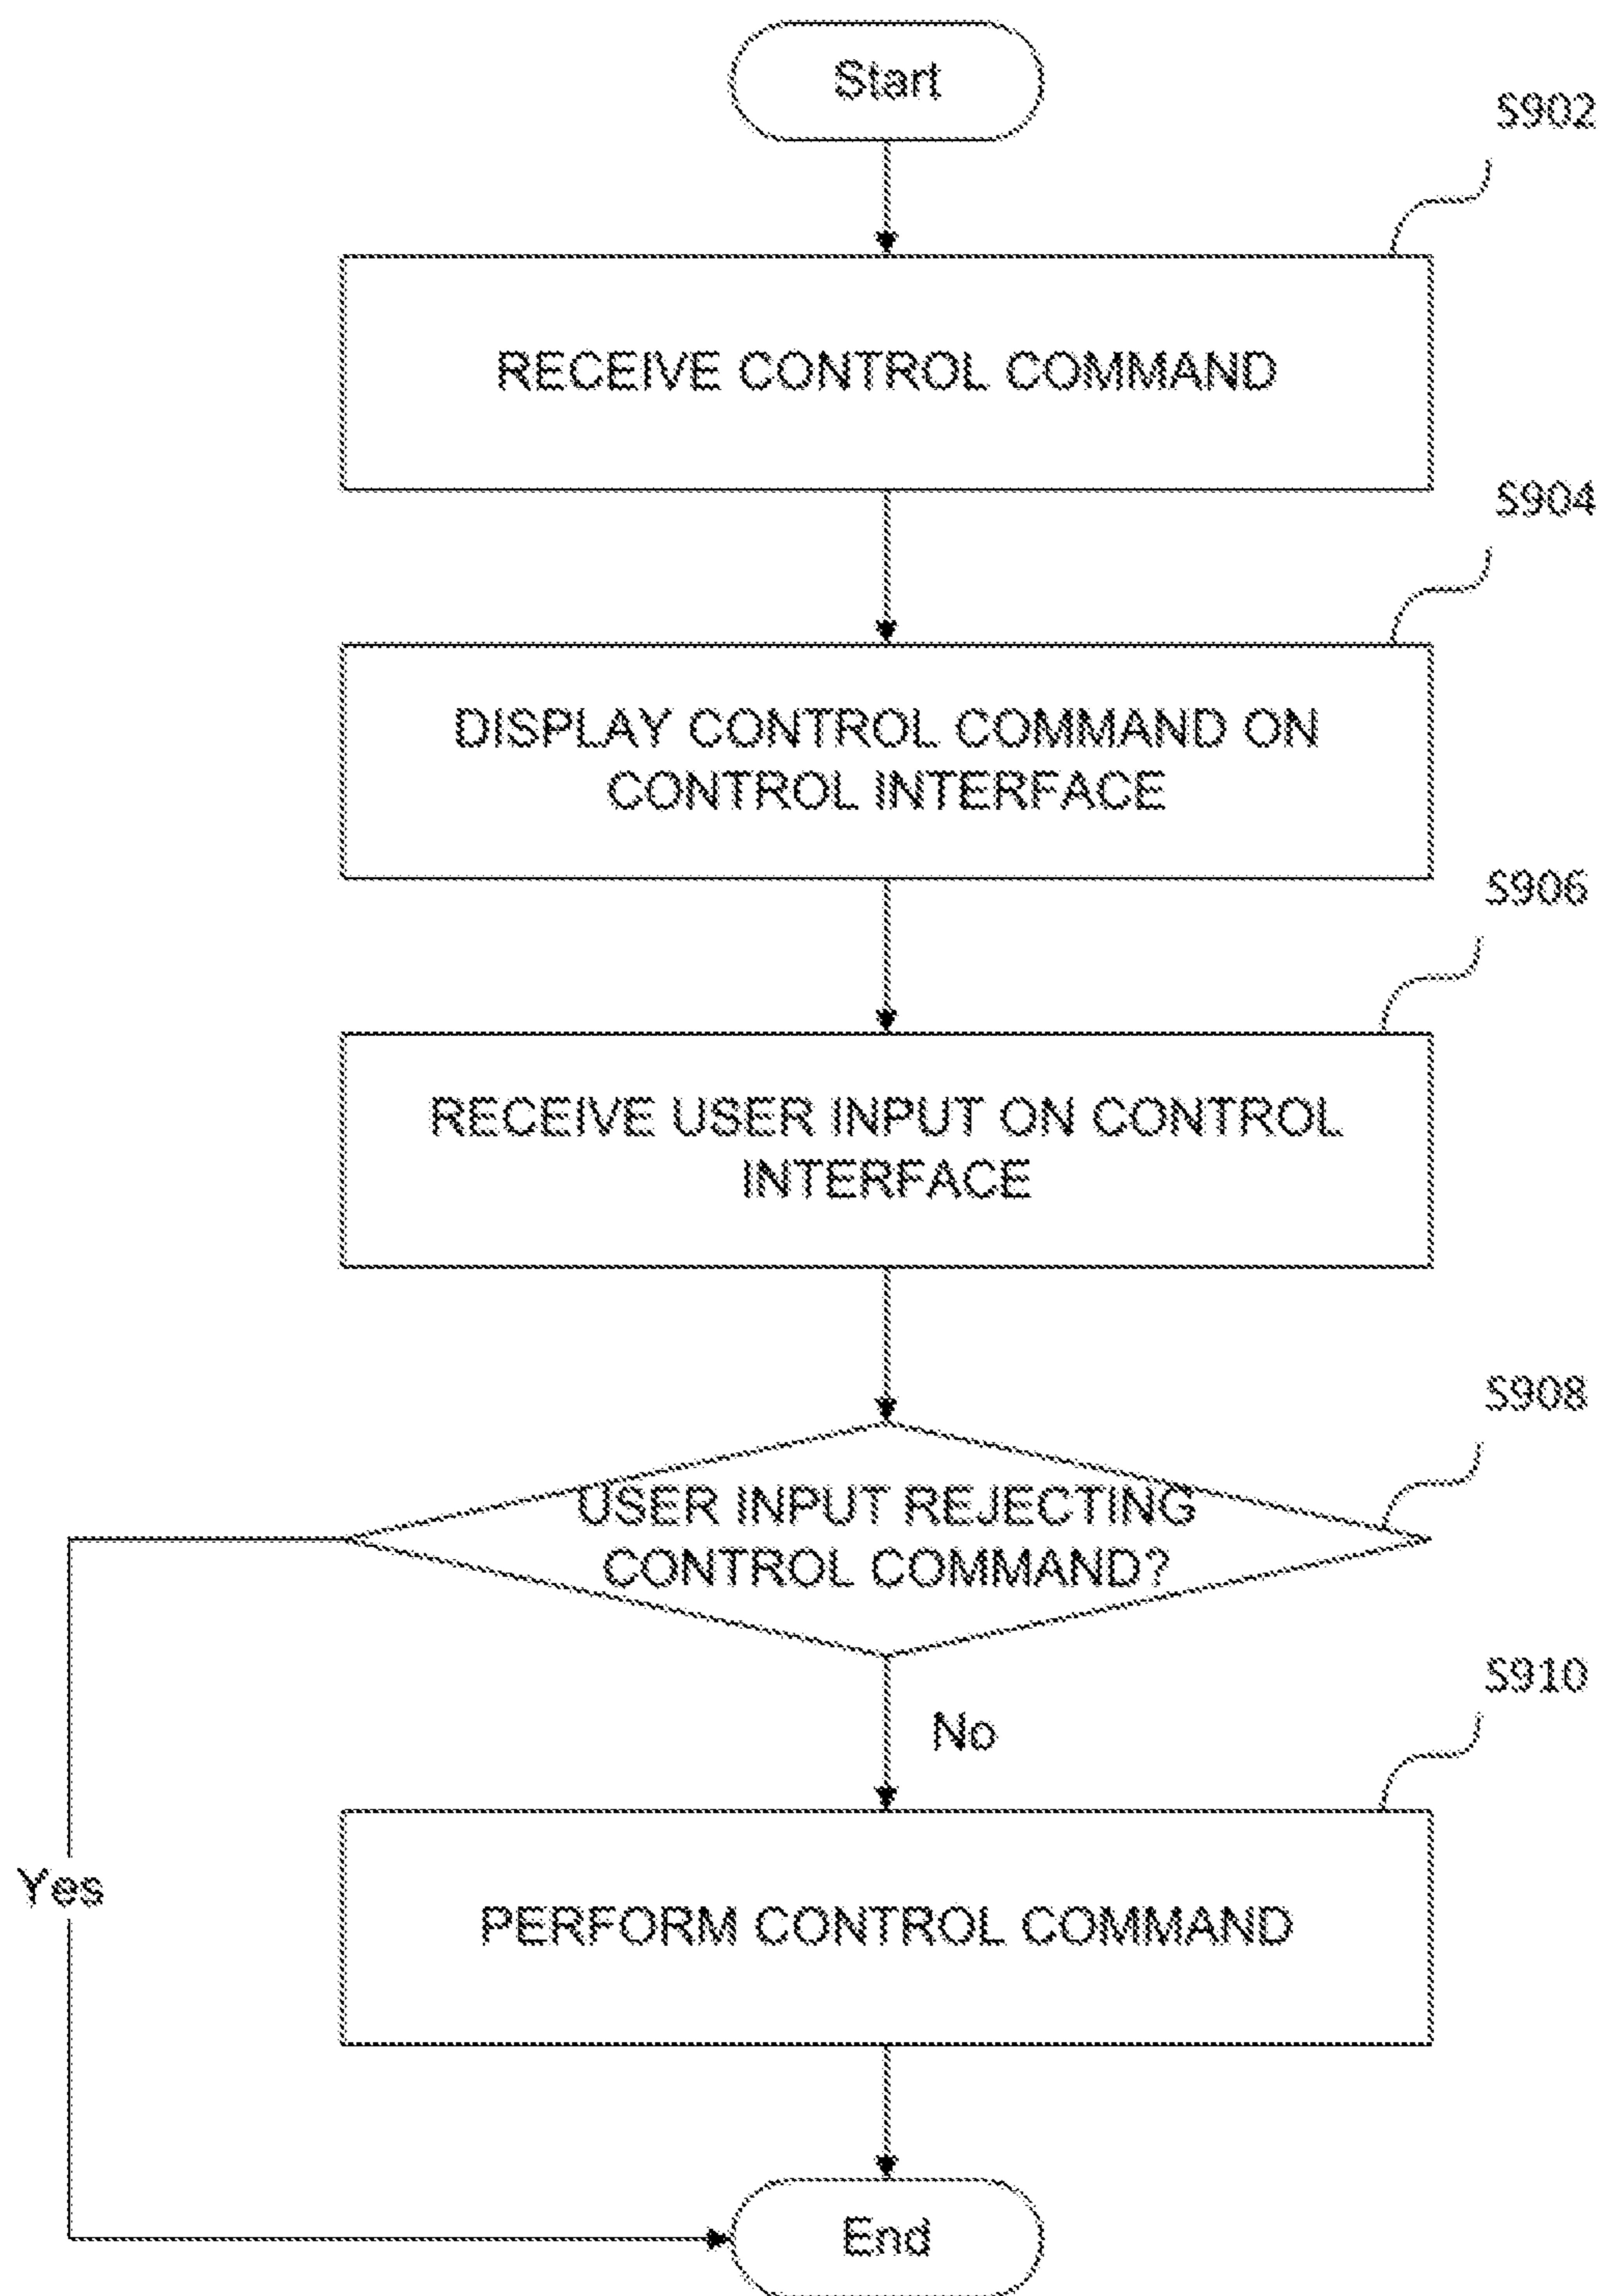 Start
S902
RECEIVE CONTROL COMMAND
S904
DISPLAY CONTROL COMMAND ON
CONTROL INTERFACE
S906
RECEIVE USER INPUT ON CONTROL
INTERFACE
S908
USER INPUT REJECTING
CONTROL COMMAND?
S910
No
Yes
PERFORM CONTROL COMMAND
End